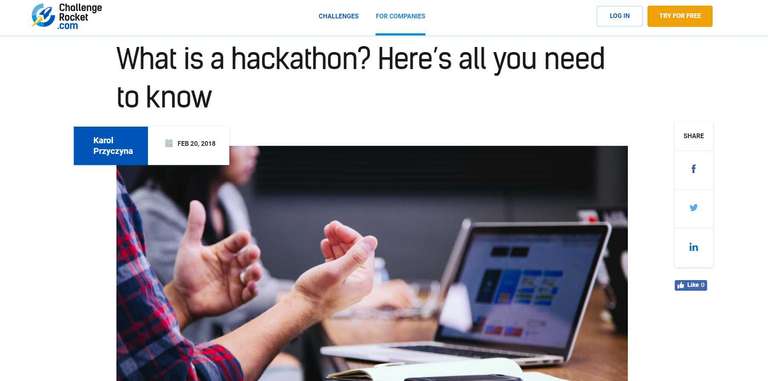 Challenge
Rocket
.com
CHALLENGES
FOR COMPANIES
LOG IN
TRY FOR FREE
What is a hackathon? Here's all you need
to know
Karol
Przyczyna
FEB 20, 2018
SHARE
Like 0